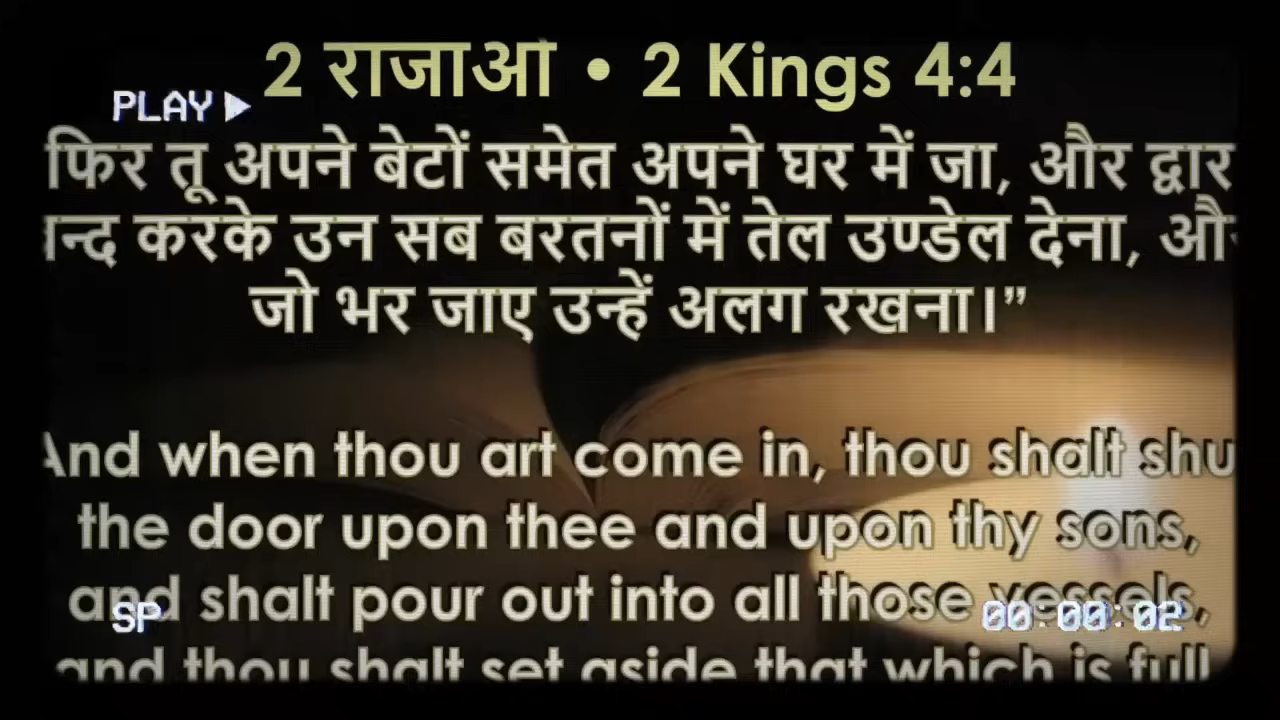 2 राजाओ • 2 Kings 4:4
PLAY
फिर तू अपने बेटों समेत अपने घर में जा, और द्वार
करके उन सब बरतनों में तेल उण्डेल देना,
जो भर जाए उन्हें अलग रखना।”
And when thou art come in, thou shalt
the door upon thee and upon thy sons,
and shalt pour out into all those vessels,
and thou shalt set aside that which is full
SP
00:00:02